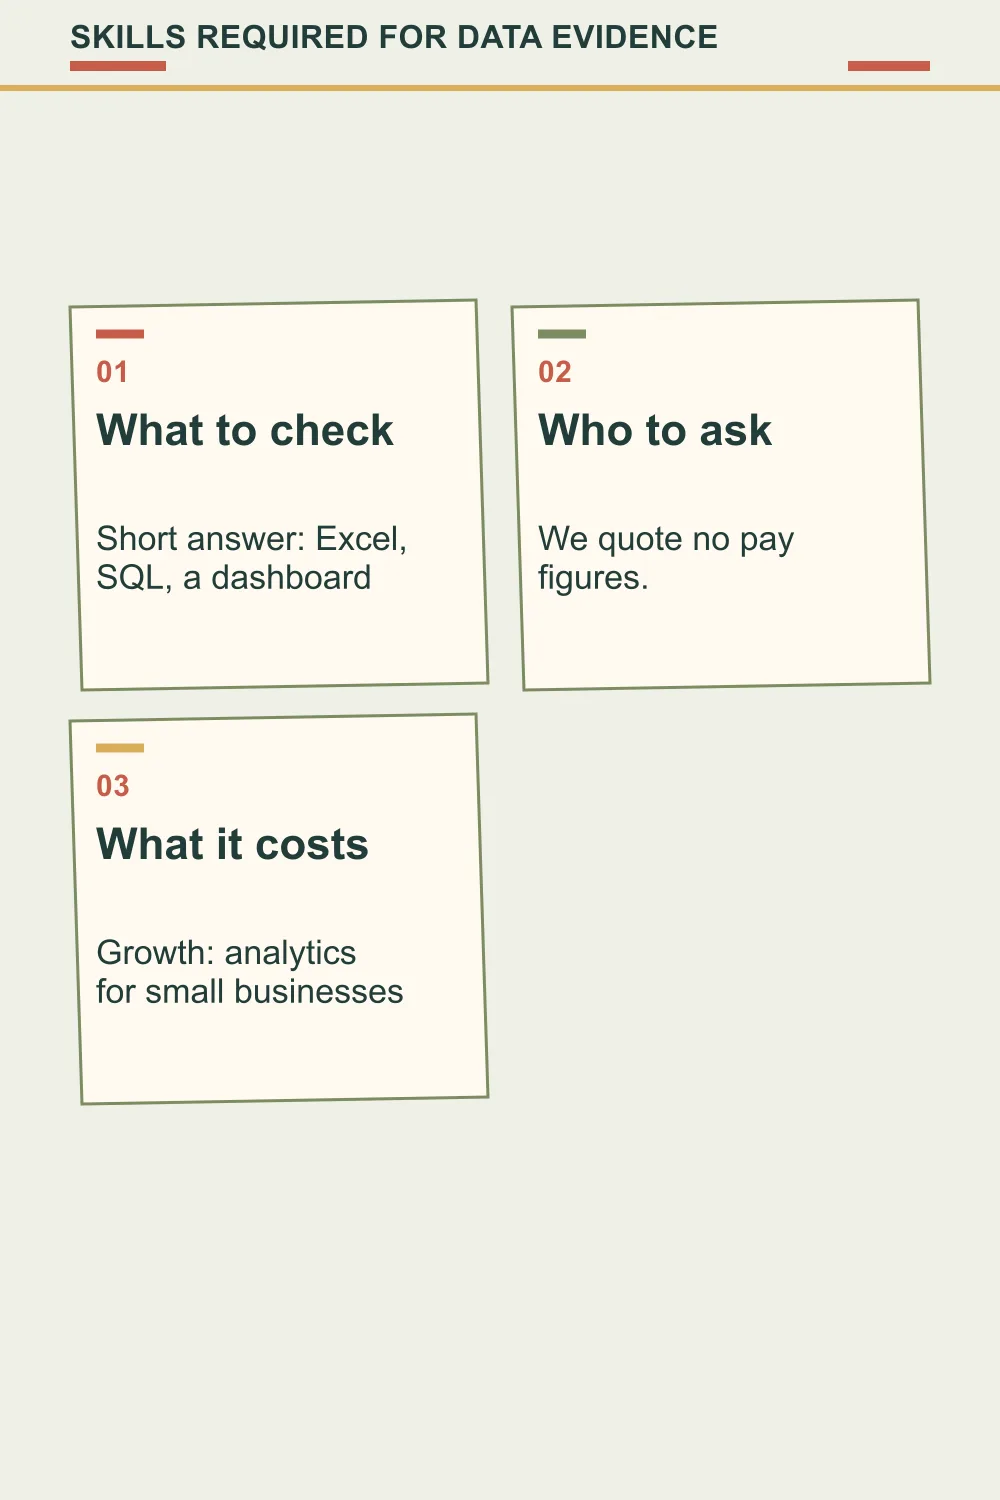 SKILLS REQUIRED FOR DATA EVIDENCE
01
What to check
Short answer: Excel,
SQL, a dashboard
02
Who to ask
We quote no pay
figures.
03
What it costs
Growth: analytics
for small businesses